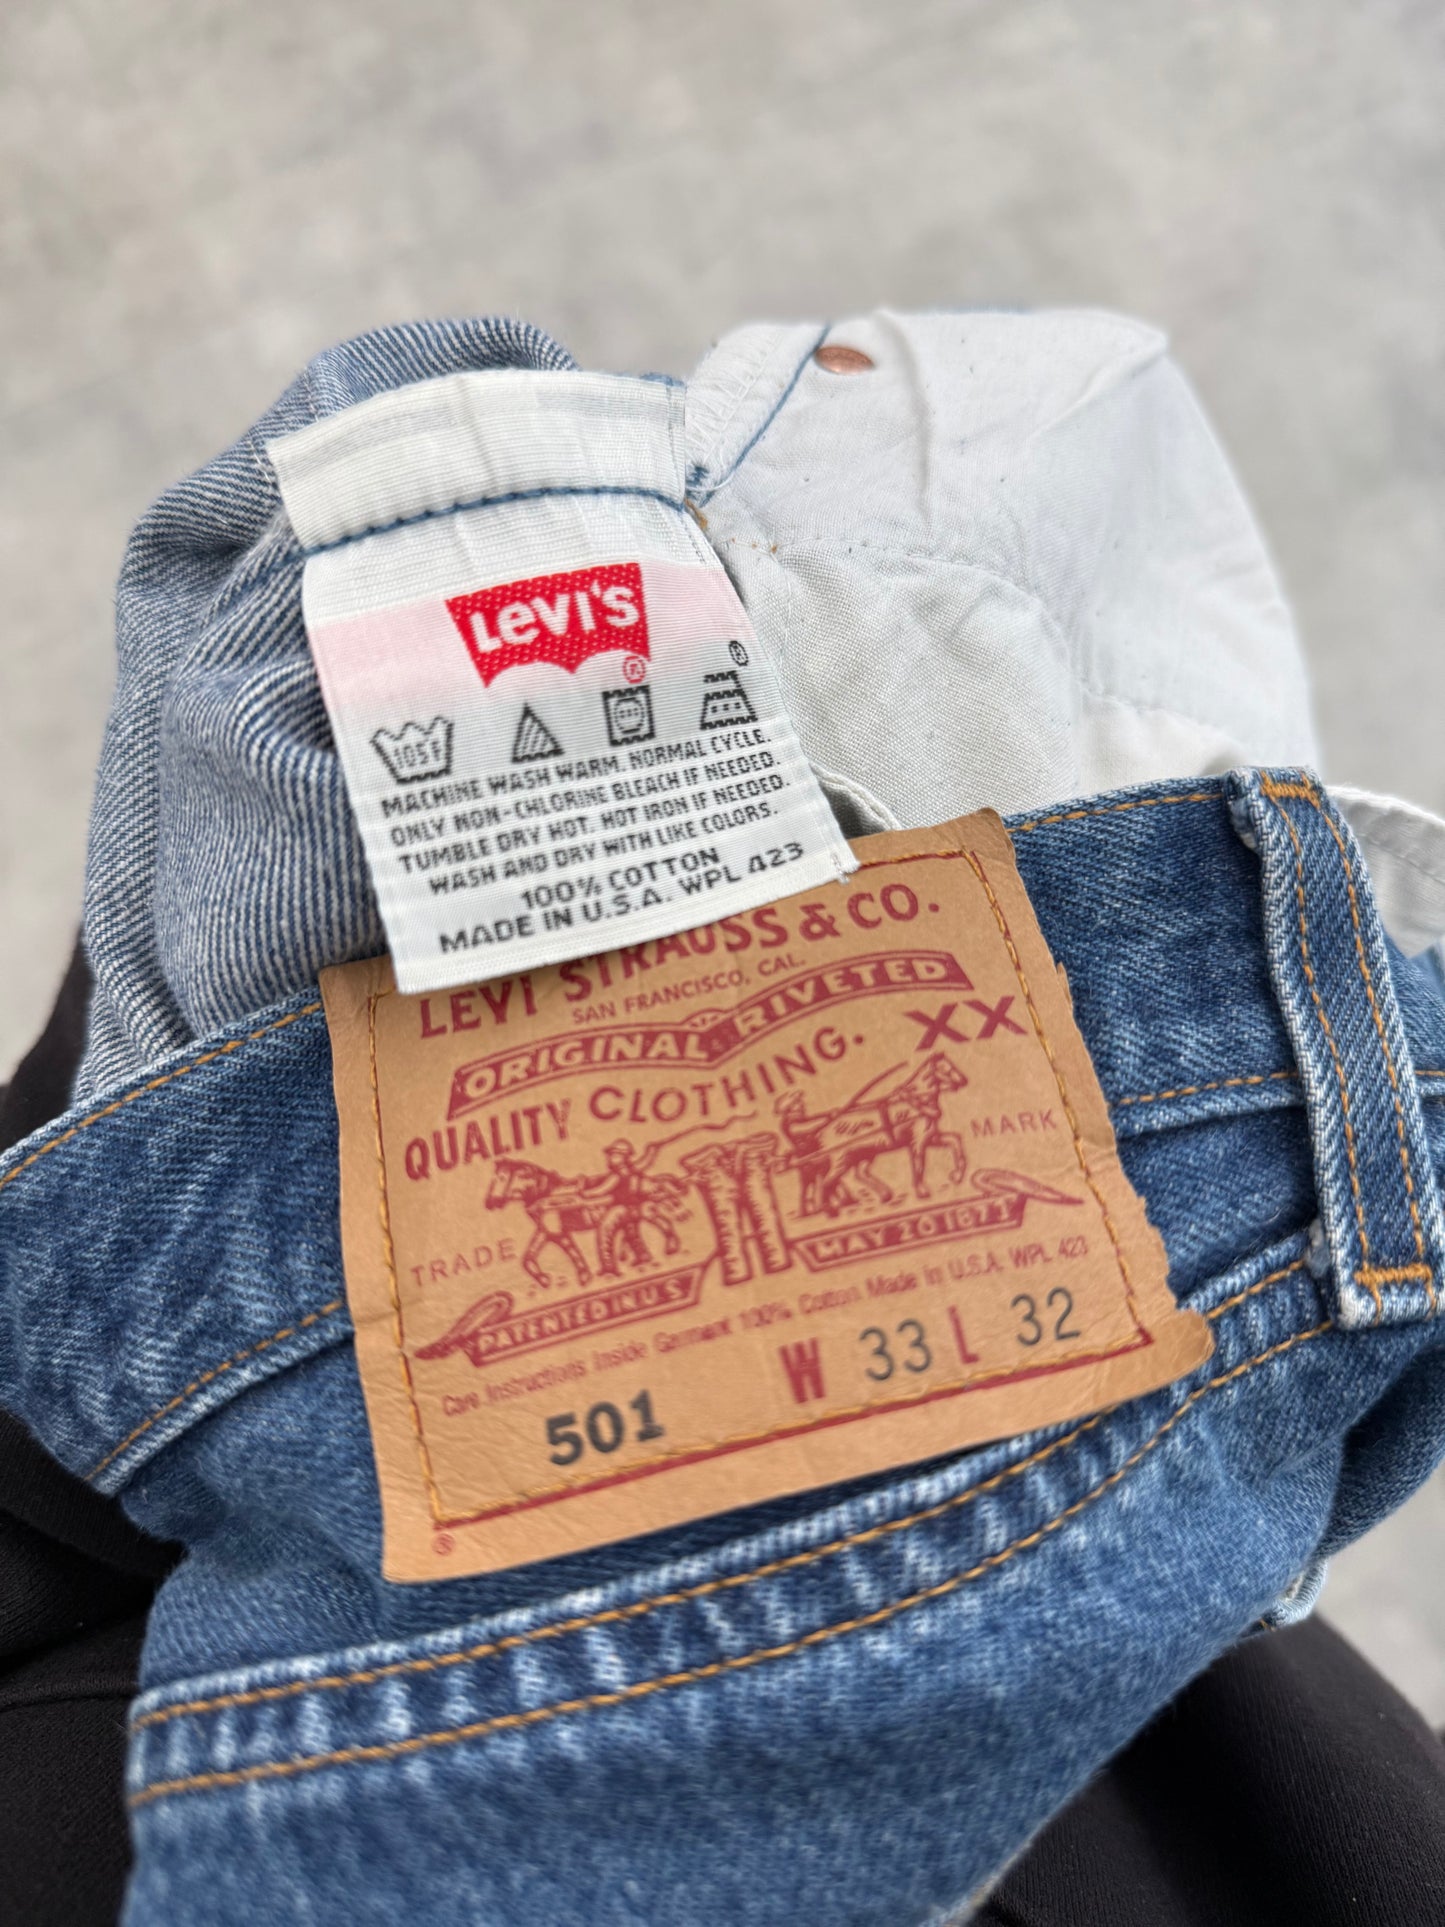 LEVI'S
®
®
105F
MACHINE WASH WARM. NORMAL CYCLE.
ONLY NON-CHLORINE BLEACH IF NEEDED.
TUMBLE DRY HOT. HOT IRON IF NEEDED.
WASH AND DRY WITH LIKE COLORS.
100% COTTON
MADE IN U.S.A. WPL 423
LEVI STRAUSS & CO.
SAN FRANCISCO, CAL.
ORIGINAL RIVETED
QUALITY CLOTHING. XX
TRADE MARK
PATENTED IN U S MAY 20 1873
Care Instructions Inside Garment 100% Cotton Made in U.S.A. WPL 423
501 W 33 L 32
®